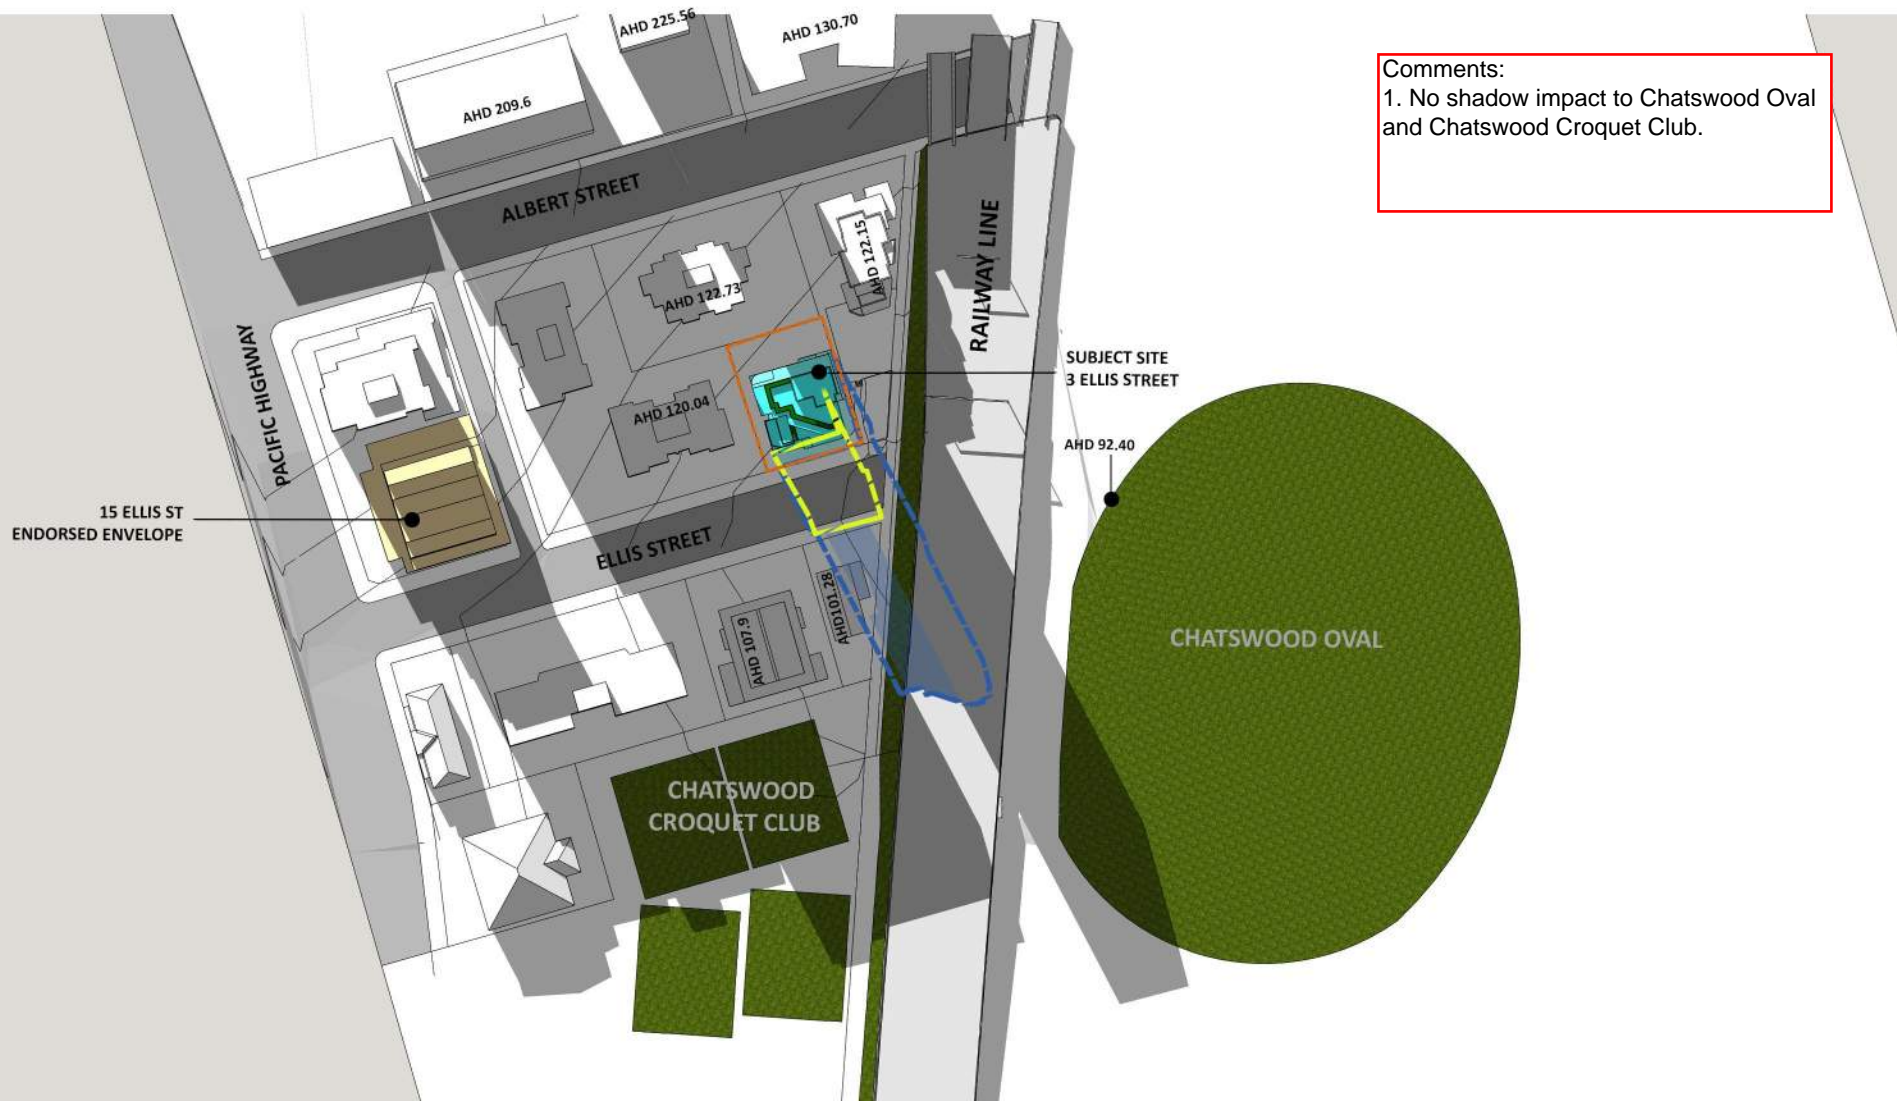 AHD 225.56
AHD 130.70
Comments:
1. No shadow impact to Chatswood Oval
and Chatswood Croquet Club.
AHD 209.6
ALBERT STREET
AHD 122.15
RAILWAY LINE
AHD 122.73
PACIFIC HIGHWAY
SUBJECT SITE
3 ELLIS STREET
AHD 120.04
AHD 92.40
15 ELLIS ST
ENDORSED ENVELOPE
ELLIS STREET
AHD101.28
AHD 107.9
CHATSWOOD OVAL
CHATSWOOD
CROQUET CLUB